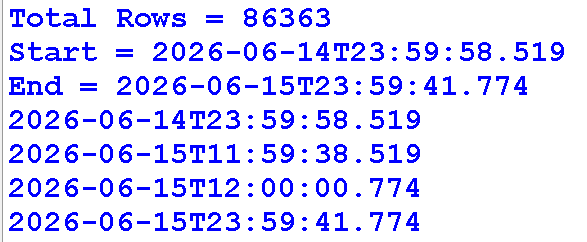 Total Rows = 86363
Start = 2026-06-14T23:59:58.519
End = 2026-06-15T23:59:41.774
2026-06-14T23:59:58.519
2026-06-15T11:59:38.519
2026-06-15T12:00:00.774
2026-06-15T23:59:41.774